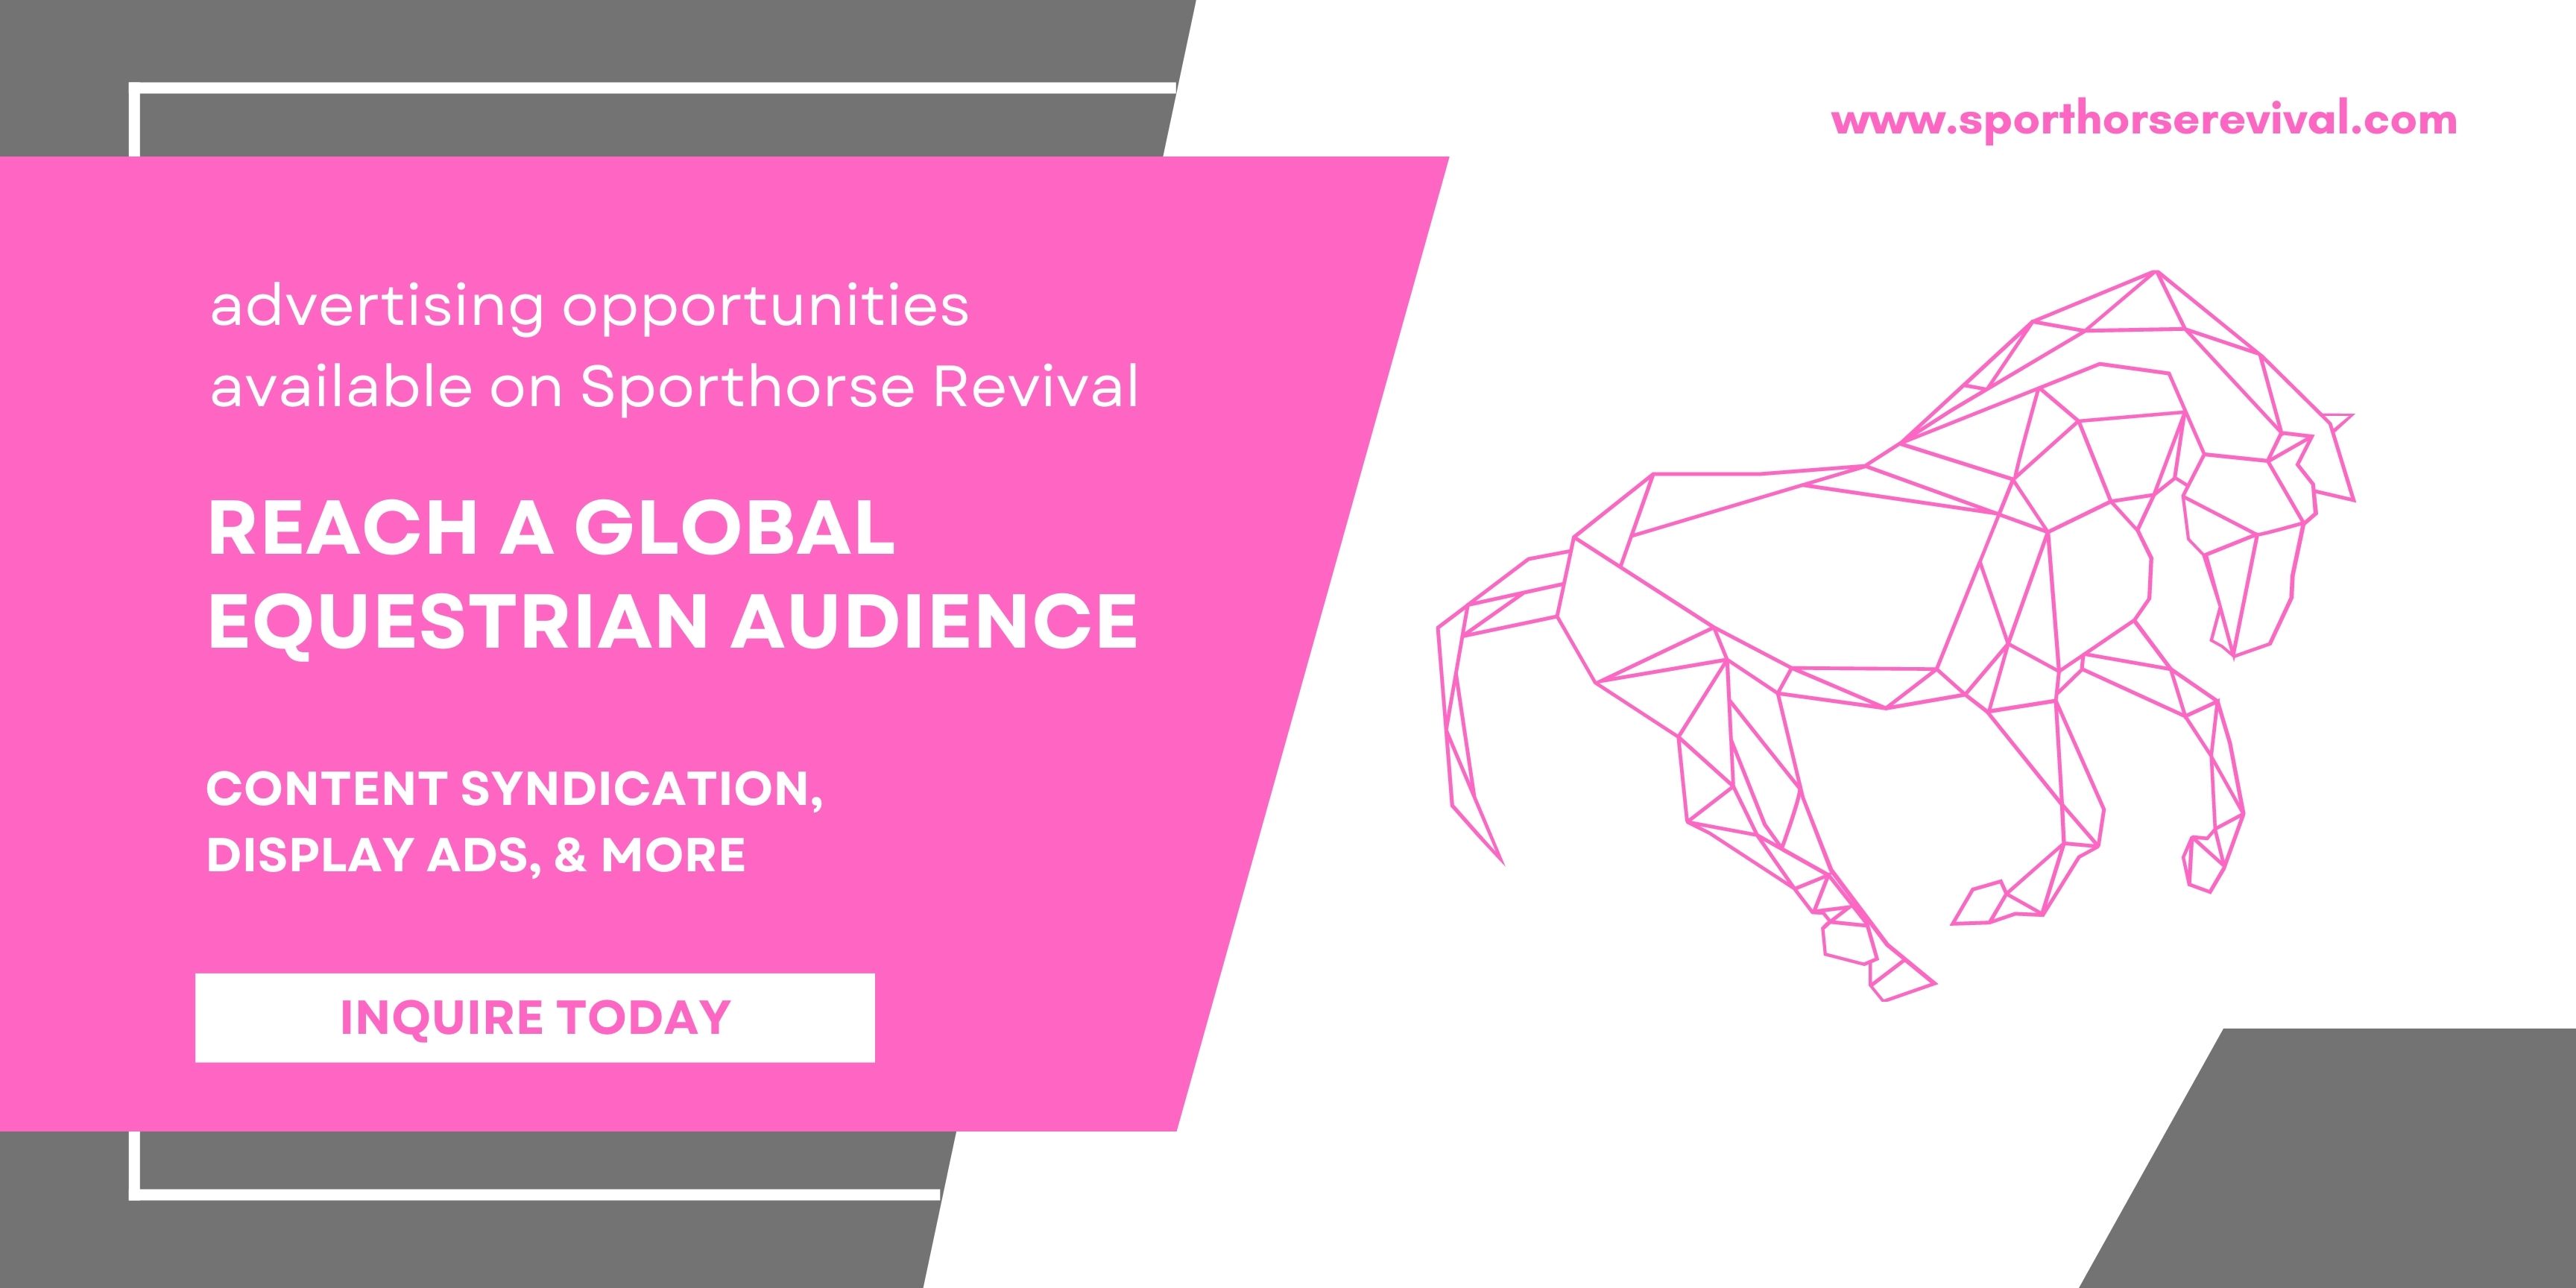 www.sporthorserevival.com
advertising opportunities
available on Sporthorse Revival
REACH A GLOBAL
EQUESTRIAN AUDIENCE
CONTENT SYNDICATION,
DISPLAY ADS, & MORE
INQUIRE TODAY